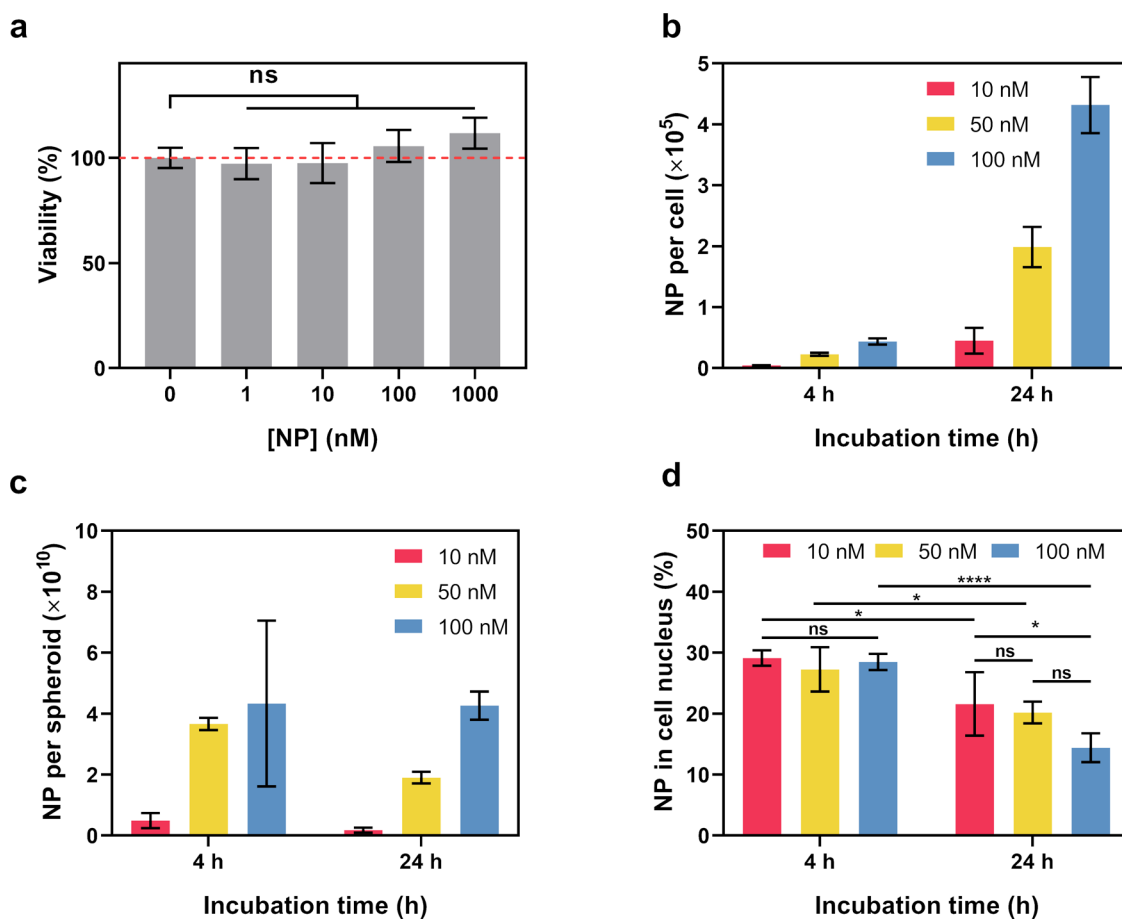 a
ns
Viability (%)
100
50
0
0 1 10 100 1000
[NP] (nM)
b
NP per cell (×10⁵)
5
4
3
2
1
0
10 nM
50 nM
100 nM
4 h 24 h
Incubation time (h)
c
NP per spheroid (×10¹⁰)
10
8
6
4
2
0
10 nM
50 nM
100 nM
4 h 24 h
Incubation time (h)
d
NP in cell nucleus (%)
50
40
30
20
10
0
10 nM 50 nM 100 nM
****
*
*
ns
*
ns
ns
4 h 24 h
Incubation time (h)